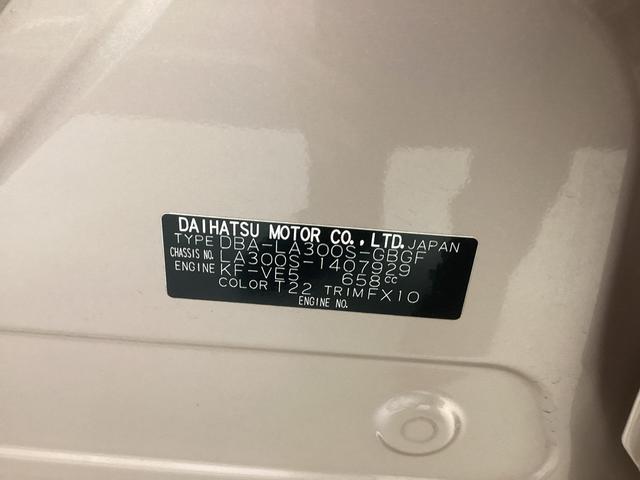 DAIHATSU MOTOR CO., LTD. JAPAN
TYPE DBA-LA300S-GBGF
CHASSIS NO. LA300S-1407929
ENGINE KF-VE5 658cc
COLOR T22 TRIM FX10
ENGINE NO.